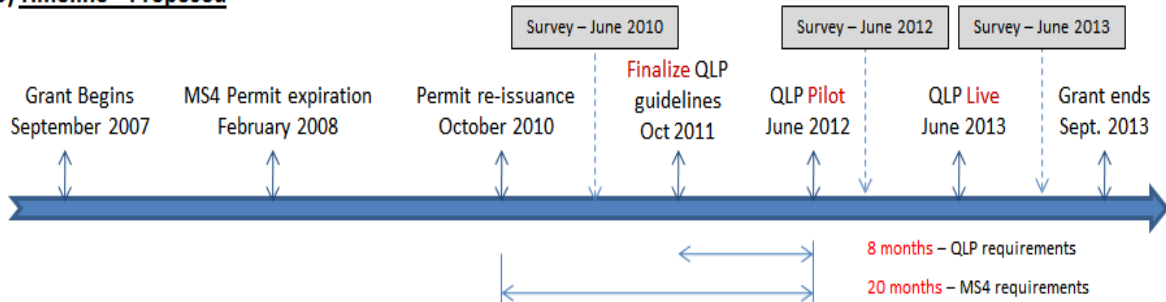 Timeline - Proposed
Survey – June 2010
Survey – June 2012
Survey – June 2013
Grant Begins
September 2007
MS4 Permit expiration
February 2008
Permit re-issuance
October 2010
Finalize QLP
guidelines
Oct 2011
QLP Pilot
June 2012
QLP Live
June 2013
Grant ends
Sept. 2013
8 months – QLP requirements
20 months – MS4 requirements